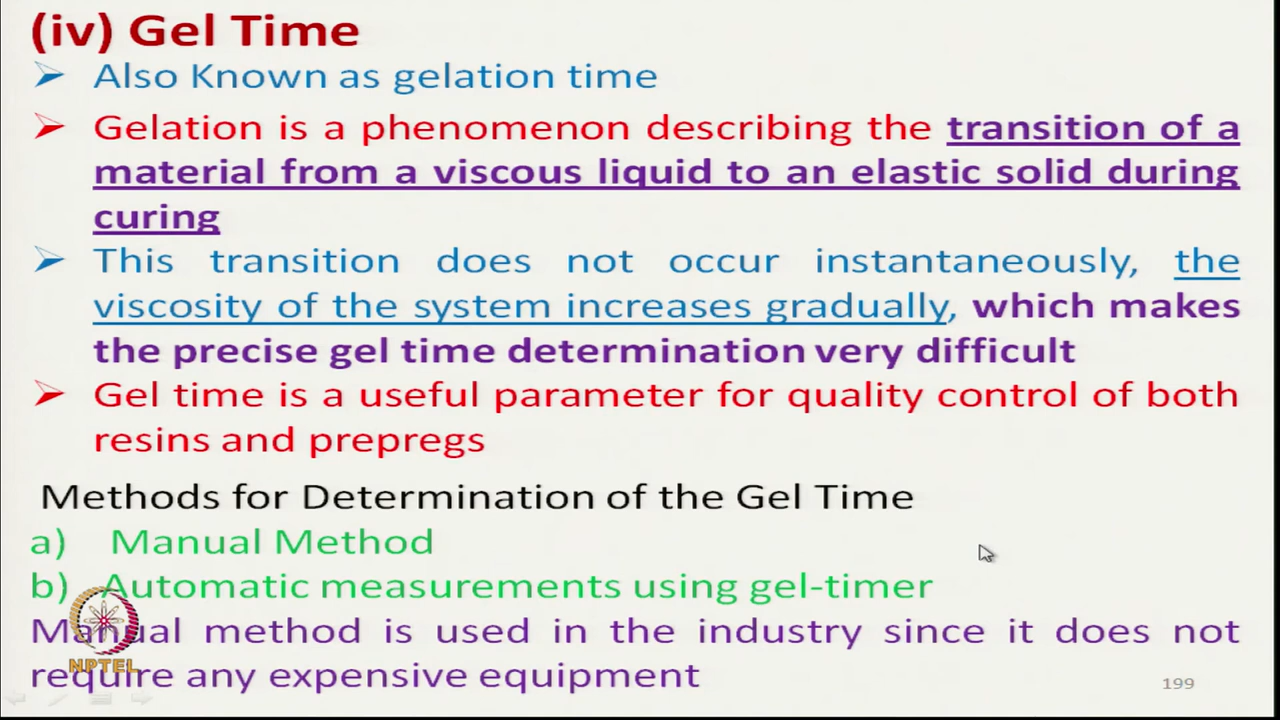 (iv) Gel Time
➢ Also Known as gelation time
➢ Gelation is a phenomenon describing the transition of a
material from a viscous liquid to an elastic solid during
curing
➢ This transition does not occur instantaneously, the
viscosity of the system increases gradually, which makes
the precise gel time determination very difficult
➢ Gel time is a useful parameter for quality control of both
resins and prepregs
Methods for Determination of the Gel Time
a) Manual Method
b) Automatic measurements using gel-timer
Manual method is used in the industry since it does not
require any expensive equipment
NPTEL
199